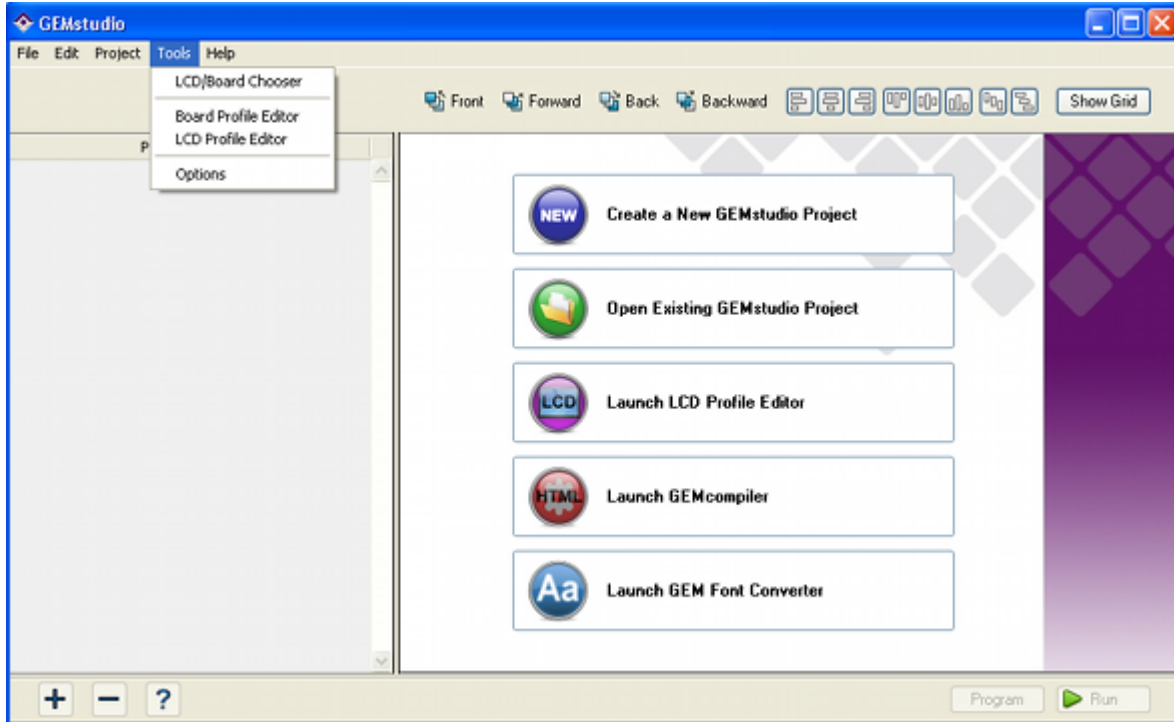 GEMstudio
File Edit Project Tools Help
LCD/Board Chooser
Board Profile Editor
LCD Profile Editor
Options
Front Forward Back Backward Show Grid
P
NEW Create a New GEMstudio Project
Open Existing GEMstudio Project
LCD Launch LCD Profile Editor
HTML Launch GEMcompiler
Aa Launch GEM Font Converter
+ - ? Program Run